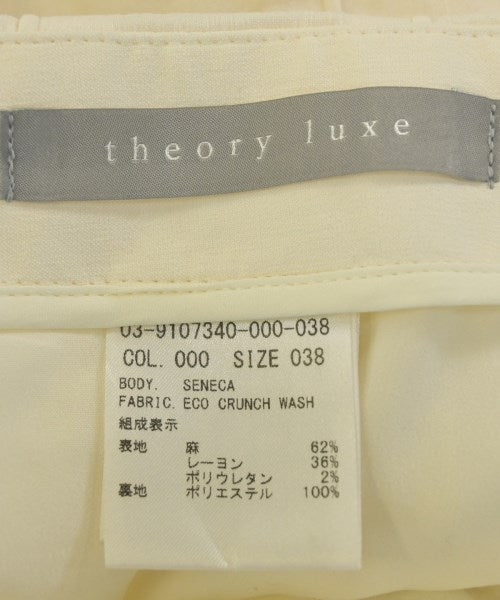 theory luxe
03-9107340-000-038
COL. 000 SIZE 038
BODY. SENECA
FABRIC. ECO CRUNCH WASH
組成表示
表地 麻 62%
レーヨン 36%
ポリウレタン 2%
裏地 ポリエステル 100%